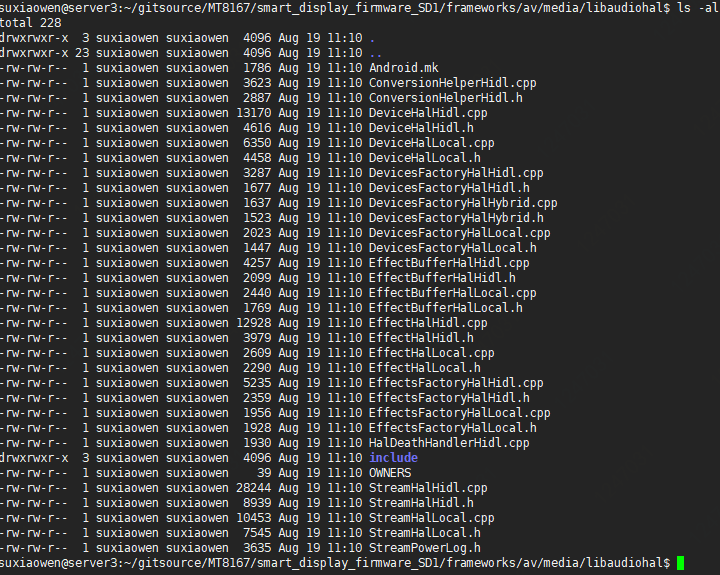 suxiaowen@server3:~/gitsource/MT8167/smart_display_firmware_SD1/frameworks/av/media/libaudiohal$ ls -al
total 228
drwxrwxr-x  3 suxiaowen suxiaowen  4096 Aug 19 11:10 .
drwxrwxr-x 23 suxiaowen suxiaowen  4096 Aug 19 11:10 ..
-rw-rw-r--  1 suxiaowen suxiaowen  1786 Aug 19 11:10 Android.mk
-rw-rw-r--  1 suxiaowen suxiaowen  3623 Aug 19 11:10 ConversionHelperHidl.cpp
-rw-rw-r--  1 suxiaowen suxiaowen  2887 Aug 19 11:10 ConversionHelperHidl.h
-rw-rw-r--  1 suxiaowen suxiaowen 13170 Aug 19 11:10 DeviceHalHidl.cpp
-rw-rw-r--  1 suxiaowen suxiaowen  4616 Aug 19 11:10 DeviceHalHidl.h
-rw-rw-r--  1 suxiaowen suxiaowen  6350 Aug 19 11:10 DeviceHalLocal.cpp
-rw-rw-r--  1 suxiaowen suxiaowen  4458 Aug 19 11:10 DeviceHalLocal.h
-rw-rw-r--  1 suxiaowen suxiaowen  3287 Aug 19 11:10 DevicesFactoryHalHidl.cpp
-rw-rw-r--  1 suxiaowen suxiaowen  1677 Aug 19 11:10 DevicesFactoryHalHidl.h
-rw-rw-r--  1 suxiaowen suxiaowen  1637 Aug 19 11:10 DevicesFactoryHalHybrid.cpp
-rw-rw-r--  1 suxiaowen suxiaowen  1523 Aug 19 11:10 DevicesFactoryHalHybrid.h
-rw-rw-r--  1 suxiaowen suxiaowen  2023 Aug 19 11:10 DevicesFactoryHalLocal.cpp
-rw-rw-r--  1 suxiaowen suxiaowen  1447 Aug 19 11:10 DevicesFactoryHalLocal.h
-rw-rw-r--  1 suxiaowen suxiaowen  4257 Aug 19 11:10 EffectBufferHalHidl.cpp
-rw-rw-r--  1 suxiaowen suxiaowen  2099 Aug 19 11:10 EffectBufferHalHidl.h
-rw-rw-r--  1 suxiaowen suxiaowen  2440 Aug 19 11:10 EffectBufferHalLocal.cpp
-rw-rw-r--  1 suxiaowen suxiaowen  1769 Aug 19 11:10 EffectBufferHalLocal.h
-rw-rw-r--  1 suxiaowen suxiaowen 12928 Aug 19 11:10 EffectHalHidl.cpp
-rw-rw-r--  1 suxiaowen suxiaowen  3979 Aug 19 11:10 EffectHalHidl.h
-rw-rw-r--  1 suxiaowen suxiaowen  2609 Aug 19 11:10 EffectHalLocal.cpp
-rw-rw-r--  1 suxiaowen suxiaowen  2290 Aug 19 11:10 EffectHalLocal.h
-rw-rw-r--  1 suxiaowen suxiaowen  5235 Aug 19 11:10 EffectsFactoryHalHidl.cpp
-rw-rw-r--  1 suxiaowen suxiaowen  2359 Aug 19 11:10 EffectsFactoryHalHidl.h
-rw-rw-r--  1 suxiaowen suxiaowen  1956 Aug 19 11:10 EffectsFactoryHalLocal.cpp
-rw-rw-r--  1 suxiaowen suxiaowen  1928 Aug 19 11:10 EffectsFactoryHalLocal.h
-rw-rw-r--  1 suxiaowen suxiaowen  1930 Aug 19 11:10 HalDeathHandlerHidl.cpp
drwxrwxr-x  3 suxiaowen suxiaowen  4096 Aug 19 11:10 include
-rw-rw-r--  1 suxiaowen suxiaowen    39 Aug 19 11:10 OWNERS
-rw-rw-r--  1 suxiaowen suxiaowen 28244 Aug 19 11:10 StreamHalHidl.cpp
-rw-rw-r--  1 suxiaowen suxiaowen  8939 Aug 19 11:10 StreamHalHidl.h
-rw-rw-r--  1 suxiaowen suxiaowen 10453 Aug 19 11:10 StreamHalLocal.cpp
-rw-rw-r--  1 suxiaowen suxiaowen  7545 Aug 19 11:10 StreamHalLocal.h
-rw-rw-r--  1 suxiaowen suxiaowen  3635 Aug 19 11:10 StreamPowerLog.h
suxiaowen@server3:~/gitsource/MT8167/smart_display_firmware_SD1/frameworks/av/media/libaudiohal$